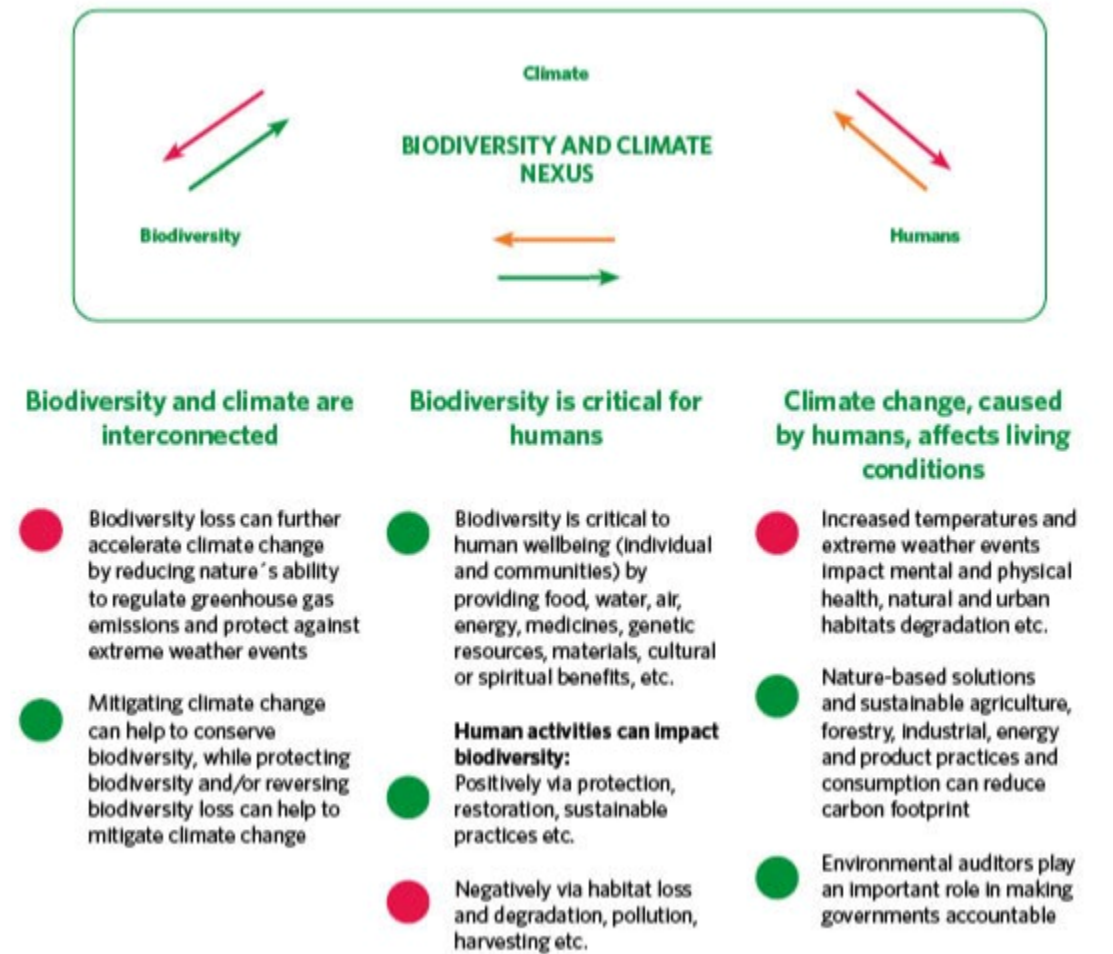 Climate
BIODIVERSITY AND CLIMATE
NEXUS
Biodiversity
Humans
Biodiversity and climate are
interconnected
Biodiversity loss can further
accelerate climate change
by reducing nature´s ability
to regulate greenhouse gas
emissions and protect against
extreme weather events
Mitigating climate change
can help to conserve
biodiversity, while protecting
biodiversity and/or reversing
biodiversity loss can help to
mitigate climate change
Biodiversity is critical for
humans
Biodiversity is critical to
human wellbeing (individual
and communities) by
providing food, water, air,
energy, medicines, genetic
resources, materials, cultural
or spiritual benefits, etc.
Human activities can impact
biodiversity:
Positively via protection,
restoration, sustainable
practices etc.
Negatively via habitat loss
and degradation, pollution,
harvesting etc.
Climate change, caused
by humans, affects living
conditions
Increased temperatures and
extreme weather events
impact mental and physical
health, natural and urban
habitats degradation etc.
Nature-based solutions
and sustainable agriculture,
forestry, industrial, energy
and product practices and
consumption can reduce
carbon footprint
Environmental auditors play
an important role in making
governments accountable